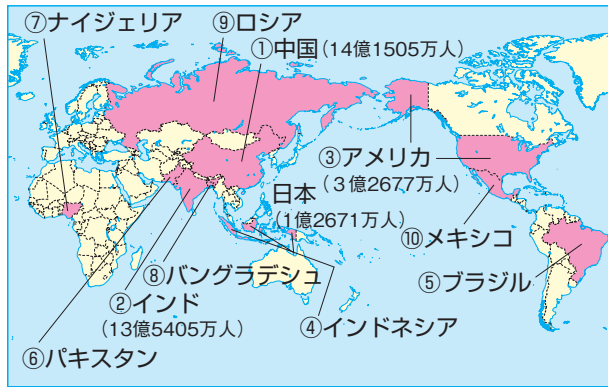 ⑦ナイジェリア
⑨ロシア
①中国(14億1505万人)
③アメリカ
(3億2677万人)
日本
(1億2671万人)
⑩メキシコ
⑧バングラデシュ
⑤ブラジル
②インド
(13億5405万人)
④インドネシア
⑥パキスタン